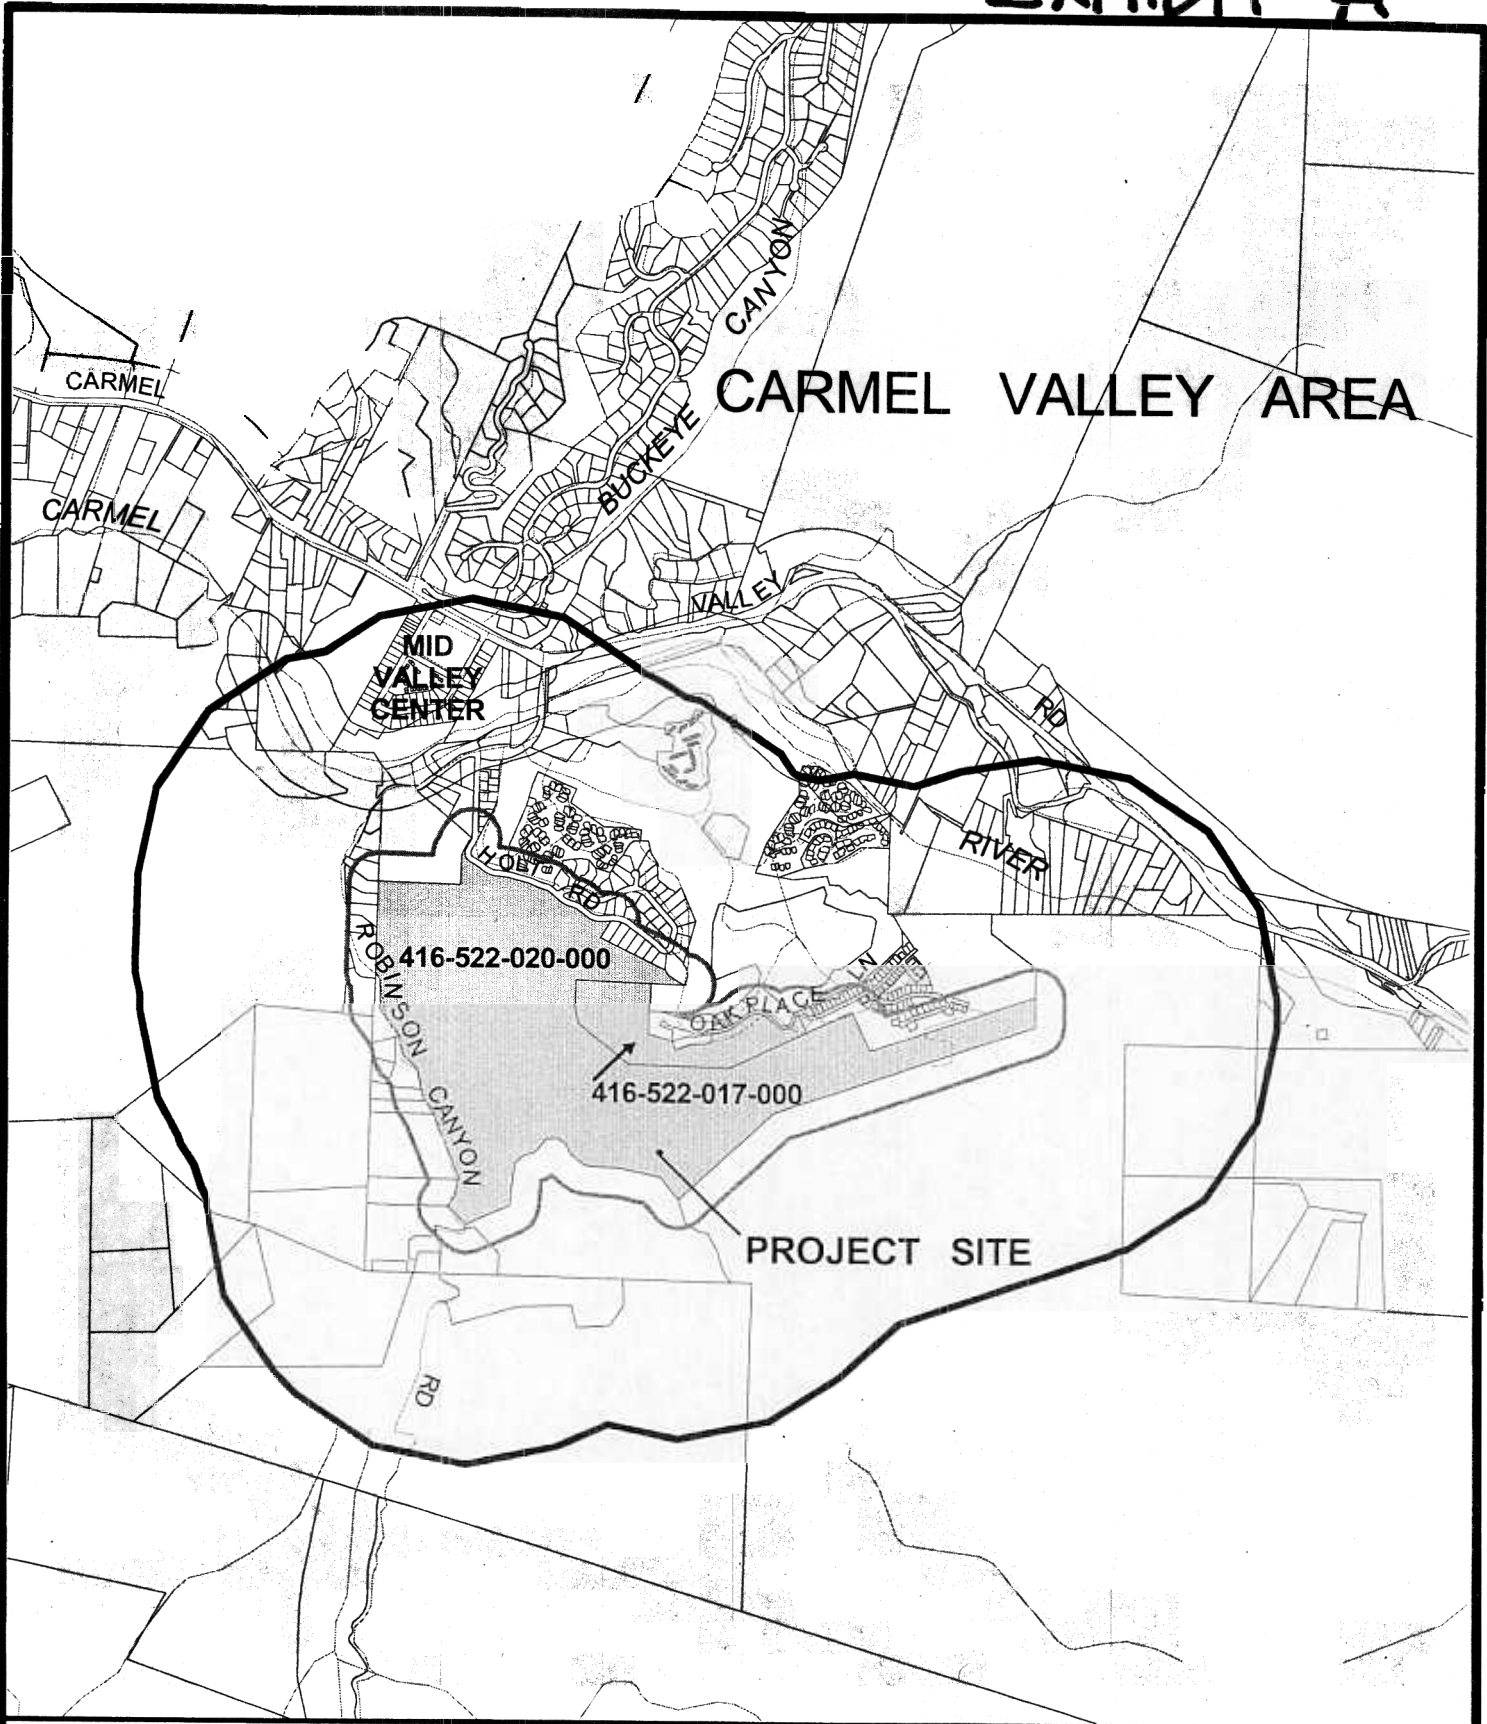 EXHIBIT A
CANYON
CARMEL
CARMEL VALLEY AREA
BUCKEYE
CARMEL
VALLEY
MID
VALLEY
CENTER
RD
RIVER
HOLT RD
ROBINSON CANYON RD
416-522-020-000
OAK PLACE LN
416-522-017-000
PROJECT SITE